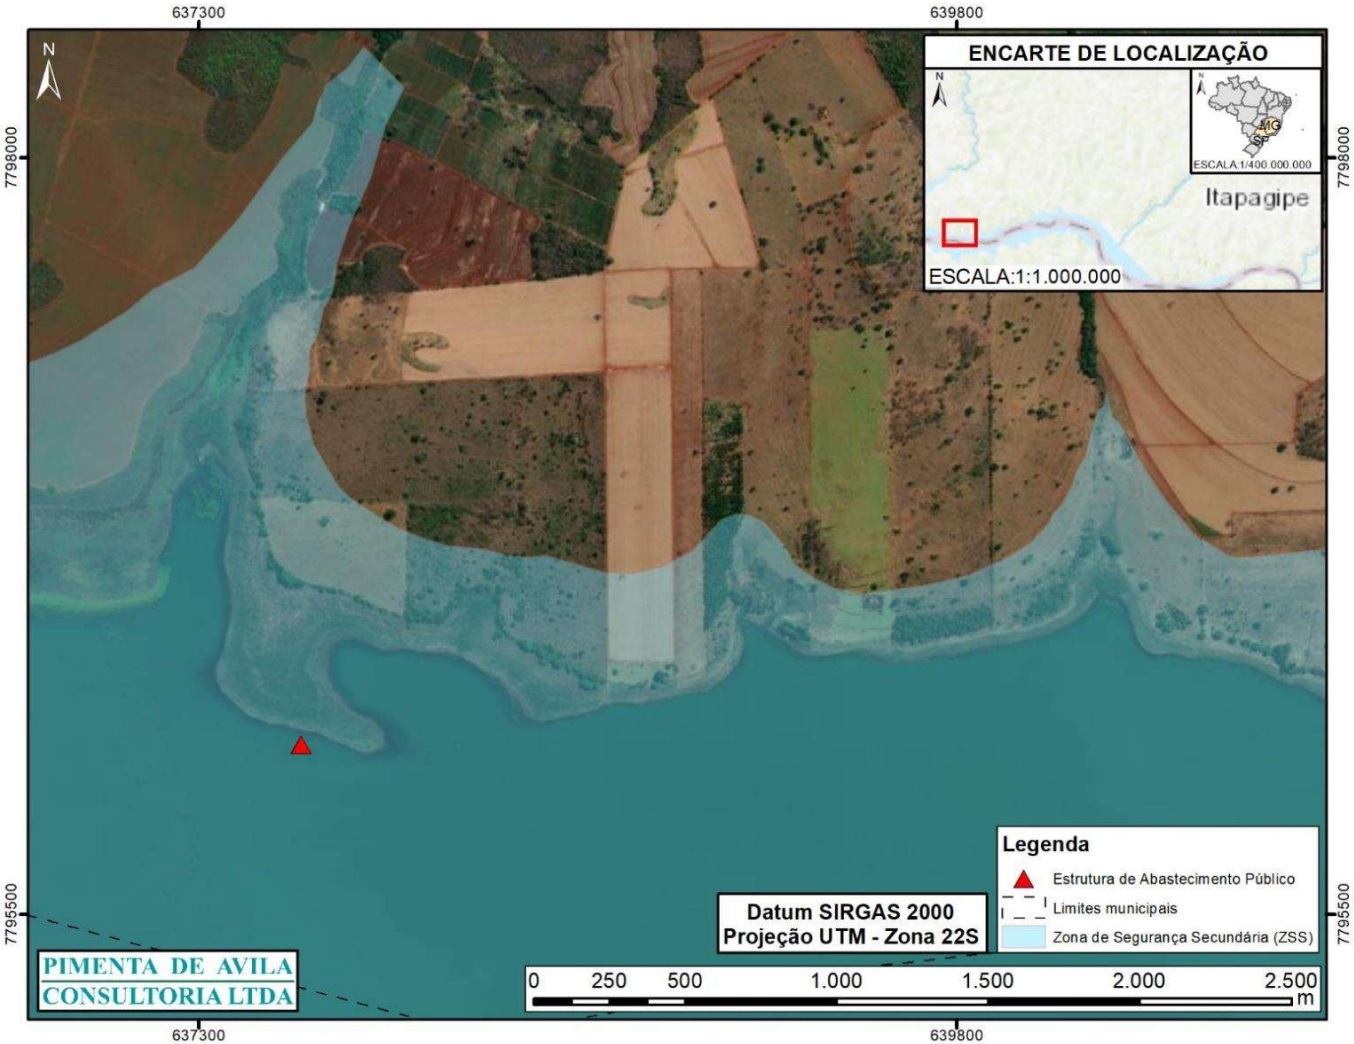 637300
639800
N
ENCARTE DE LOCALIZAÇÃO
N
N
MG
SP
ESCALA:1/400.000.000
Itapagipe
ESCALA:1:1.000.000
7798000
7798000
Legenda
Estrutura de Abastecimento Público
Limites municipais
Zona de Segurança Secundária (ZSS)
Datum SIRGAS 2000
Projeção UTM - Zona 22S
7795500
7795500
PIMENTA DE AVILA
CONSULTORIA LTDA
0 250 500 1.000 1.500 2.000 2.500
m
637300
639800